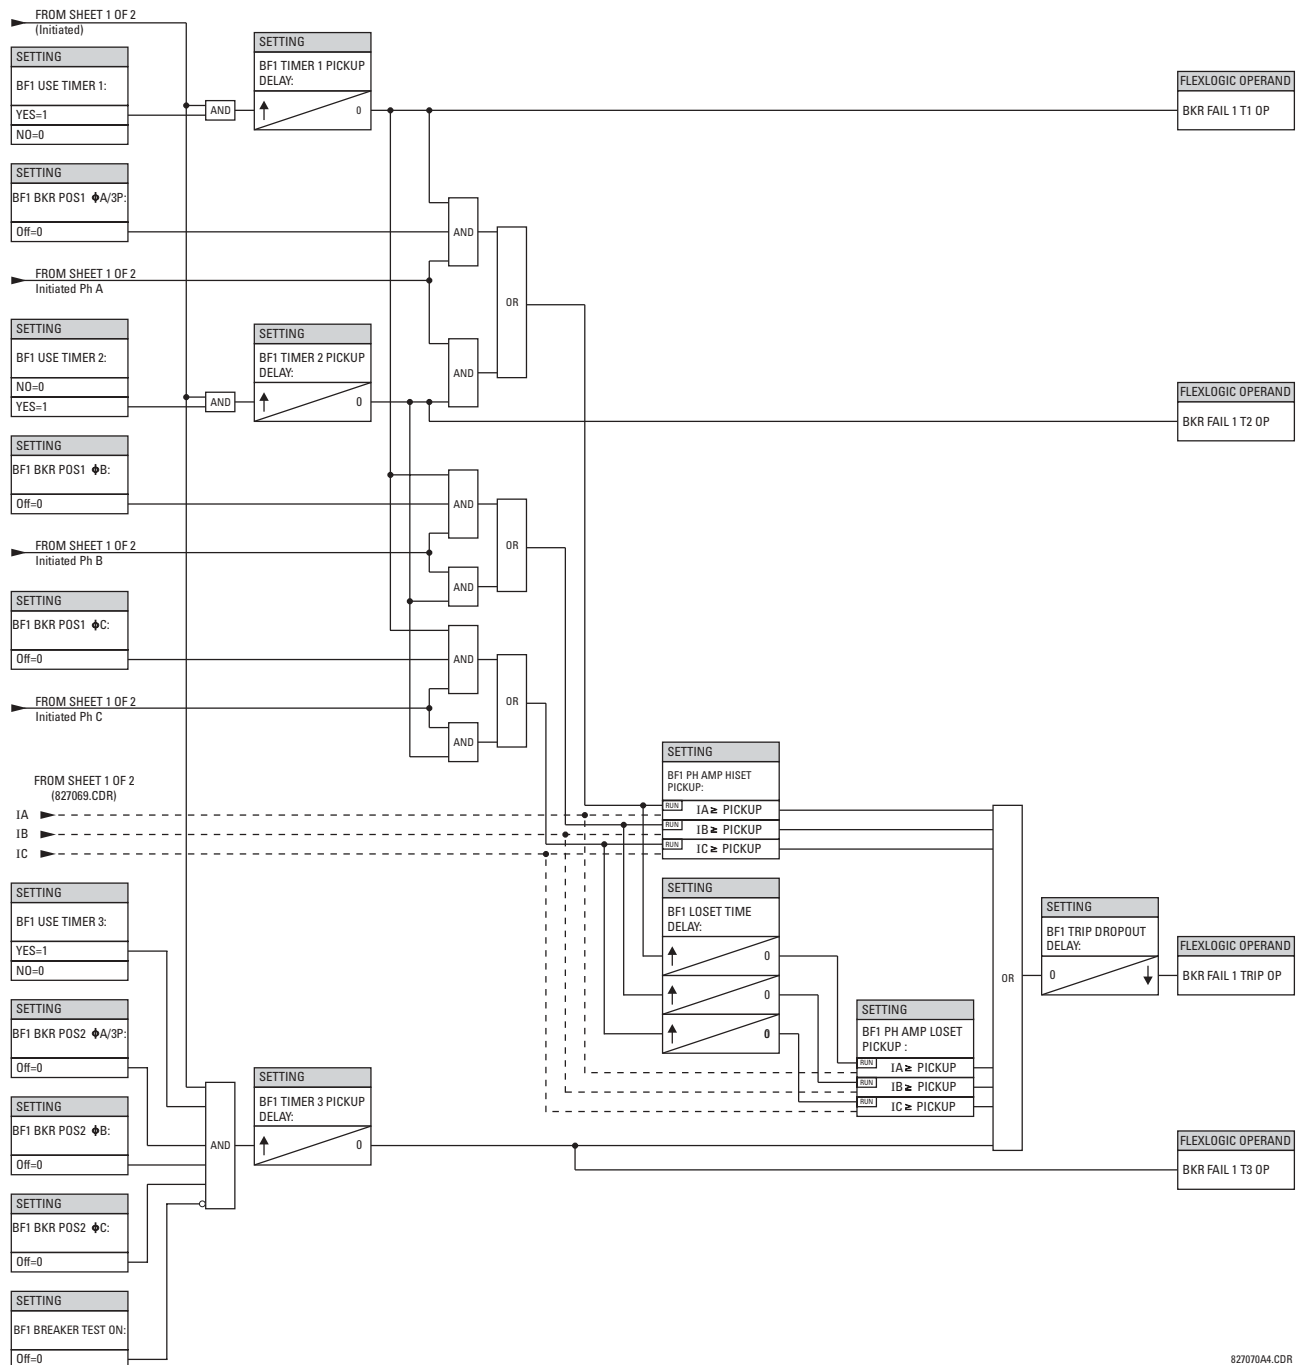 FROM SHEET 1 OF 2
(Initiated)
SETTING
BF1 USE TIMER 1:
YES=1
NO=0
AND
SETTING
BF1 TIMER 1 PICKUP
DELAY:
0
FLEXLOGIC OPERAND
BKR FAIL 1 T1 OP
SETTING
BF1 BKR POS1 ϕA/3P:
Off=0
AND
FROM SHEET 1 OF 2
Initiated Ph A
OR
SETTING
BF1 USE TIMER 2:
NO=0
YES=1
AND
SETTING
BF1 TIMER 2 PICKUP
DELAY:
0
AND
FLEXLOGIC OPERAND
BKR FAIL 1 T2 OP
SETTING
BF1 BKR POS1 ϕB:
Off=0
AND
FROM SHEET 1 OF 2
Initiated Ph B
OR
AND
SETTING
BF1 BKR POS1 ϕC:
Off=0
AND
FROM SHEET 1 OF 2
Initiated Ph C
OR
AND
FROM SHEET 1 OF 2
(827069.CDR)
IA
IB
IC
SETTING
BF1 PH AMP HISET
PICKUP:
RUN IA ≥ PICKUP
RUN IB ≥ PICKUP
RUN IC ≥ PICKUP
SETTING
BF1 LOSET TIME
DELAY:
0
0
0
SETTING
BF1 PH AMP LOSET
PICKUP :
RUN IA ≥ PICKUP
RUN IB ≥ PICKUP
RUN IC ≥ PICKUP
OR
SETTING
BF1 TRIP DROPOUT
DELAY:
0
FLEXLOGIC OPERAND
BKR FAIL 1 TRIP OP
SETTING
BF1 USE TIMER 3:
YES=1
NO=0
SETTING
BF1 BKR POS2 ϕA/3P:
Off=0
SETTING
BF1 BKR POS2 ϕB:
Off=0
AND
SETTING
BF1 TIMER 3 PICKUP
DELAY:
0
FLEXLOGIC OPERAND
BKR FAIL 1 T3 OP
SETTING
BF1 BKR POS2 ϕC:
Off=0
SETTING
BF1 BREAKER TEST ON:
Off=0
827070A4.CDR